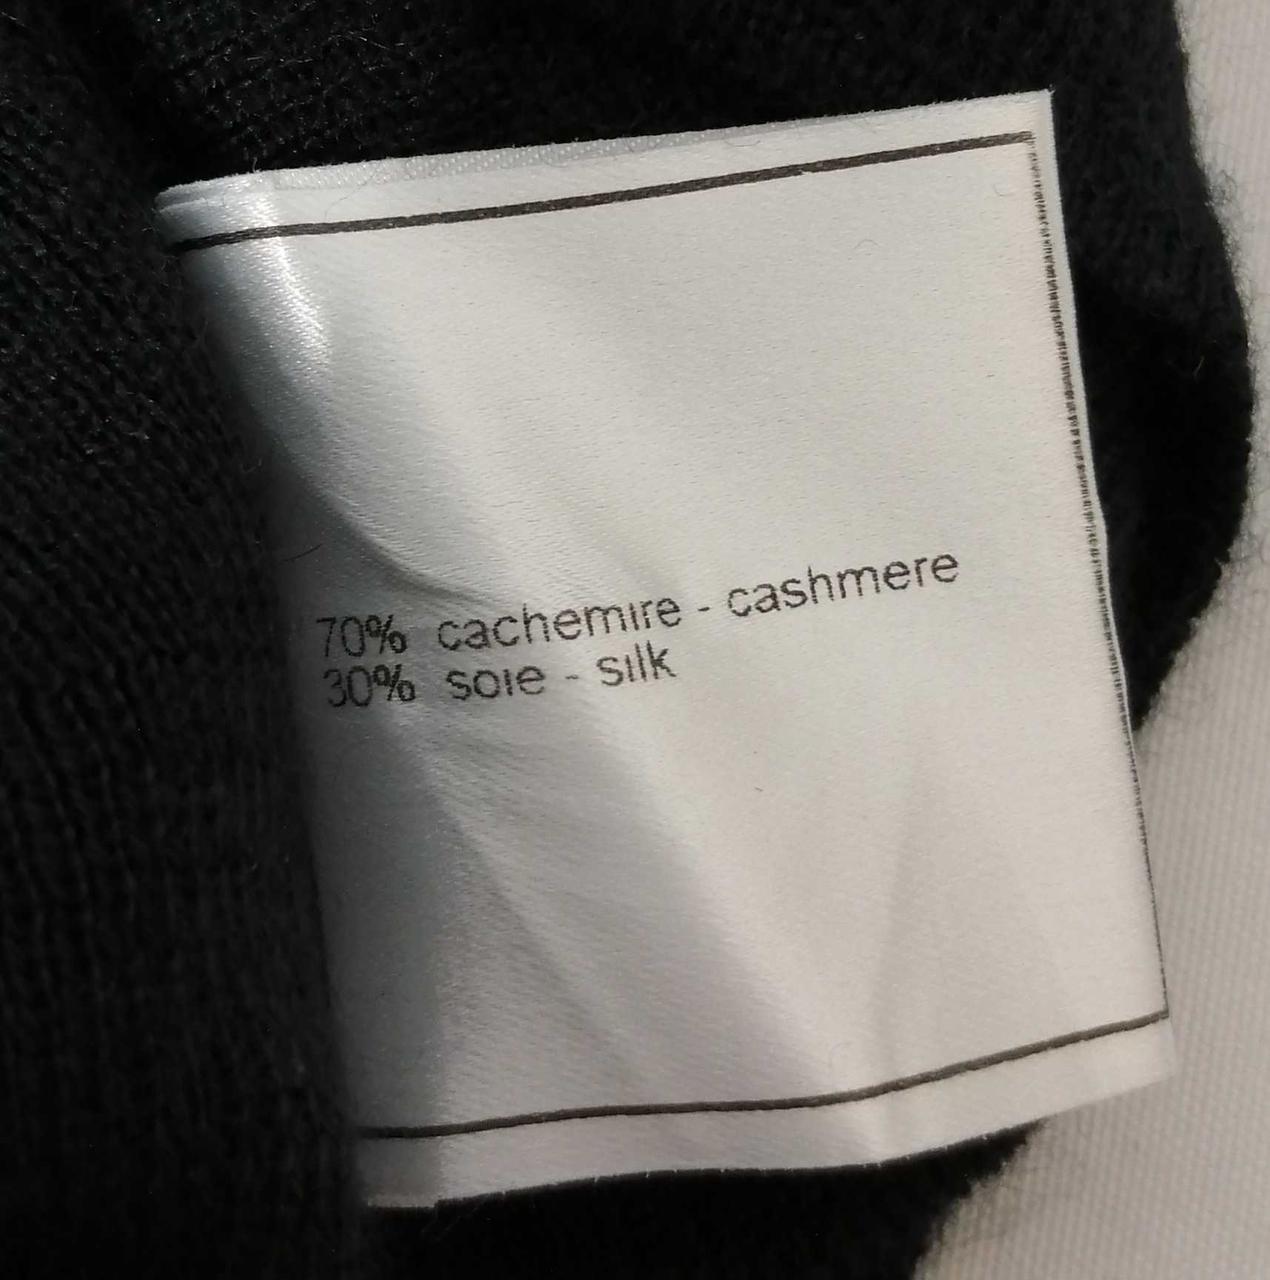 70% cachemire - cashmere
30% soie - silk